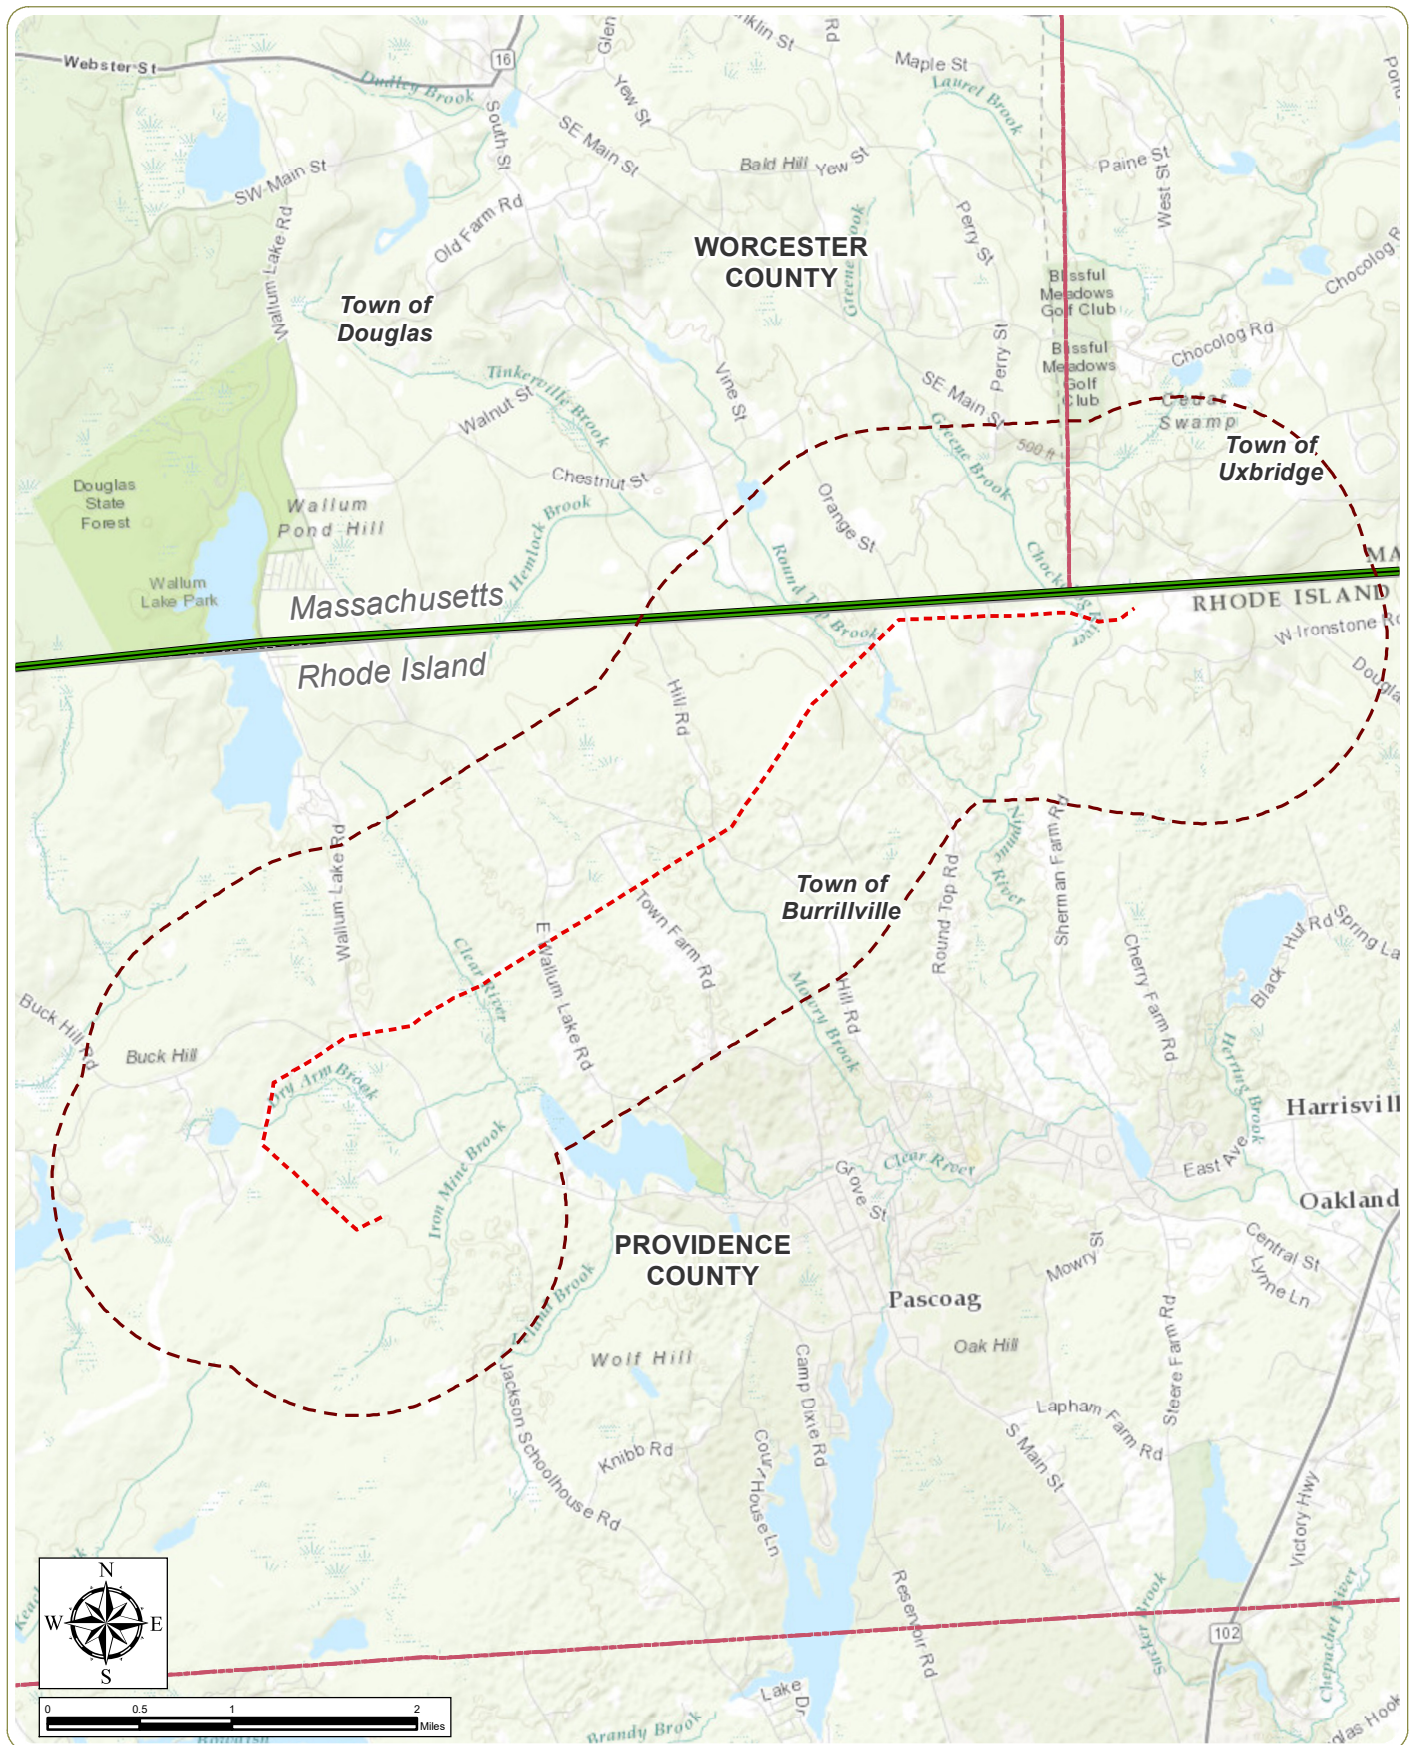 Webster St
16
Dudley Brook
South St
Glen
Yew St
nklin St
Rd
Maple St
Laurel Brook
Pond
SE Main St
Bald Hill
Yew St
Paine St
West St
SW Main St
Wallum Lake Rd
Old Farm Rd
WORCESTER
COUNTY
Greene Brook
Perry St
Chocolog R
Town of
Douglas
Blissful
Meadows
Golf Club
Blissful
Meadows
Golf
Club
Perry St
Chocolog Rd
Tinkerville Brook
Walnut St
Vine St
SE Main St
Greene Brook
Cedar
Swamp
500 ft
Town of
Uxbridge
Douglas
State
Forest
Wallum
Pond Hill
Chestnut St
Hemlock Brook
Orange St
Round Top Brook
Wallum
Lake Park
Massachusetts
MA
RHODE ISLAND
W Ironstone Rd
Dougla
Rhode Island
Hill Rd
Wallum Lake Rd
Nipmuc River
Sherman Farm Rd
Town of
Burrillville
Round Top Rd
Town Farm Rd
E Wallum Lake Rd
Clear River
Mowry Brook
Hill Rd
Cherry Farm Rd
Black Hut Rd
Spring La
Buck Hill Rd
Buck Hill
Dry Arm Brook
Herring Brook
Harrisvill
Iron Mine Brook
Grove St
Clear River
East Ave
Oakland
PROVIDENCE
COUNTY
Mowry St
Central St
Lynne Ln
Leland Brook
Pascoag
Oak Hill
Wolf Hill
Camp Dixie Rd
Steere Farm Rd
Jackson Schoolhouse Rd
Knibb Rd
House Ln
S Main St
Lapham Farm Rd
Victory Hwy
Reservoir Rd
Sucker Brook
102
Chepachet River
Lake Dr
Brandy Brook
glas Hook
N
W
E
S
0
0.5
1
2
Miles